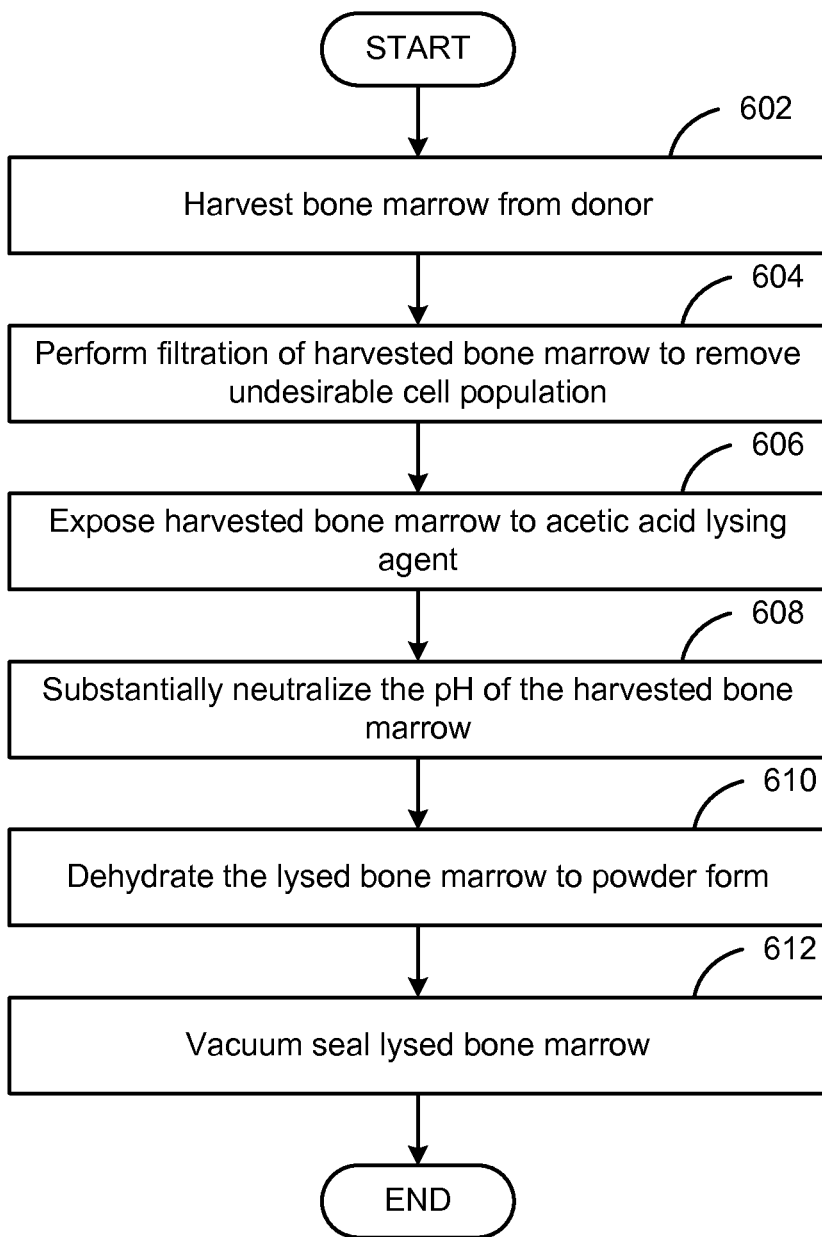 START
602
Harvest bone marrow from donor
604
Perform filtration of harvested bone marrow to remove
undesirable cell population
606
Expose harvested bone marrow to acetic acid lysing
agent
608
Substantially neutralize the pH of the harvested bone
marrow
610
Dehydrate the lysed bone marrow to powder form
612
Vacuum seal lysed bone marrow
END